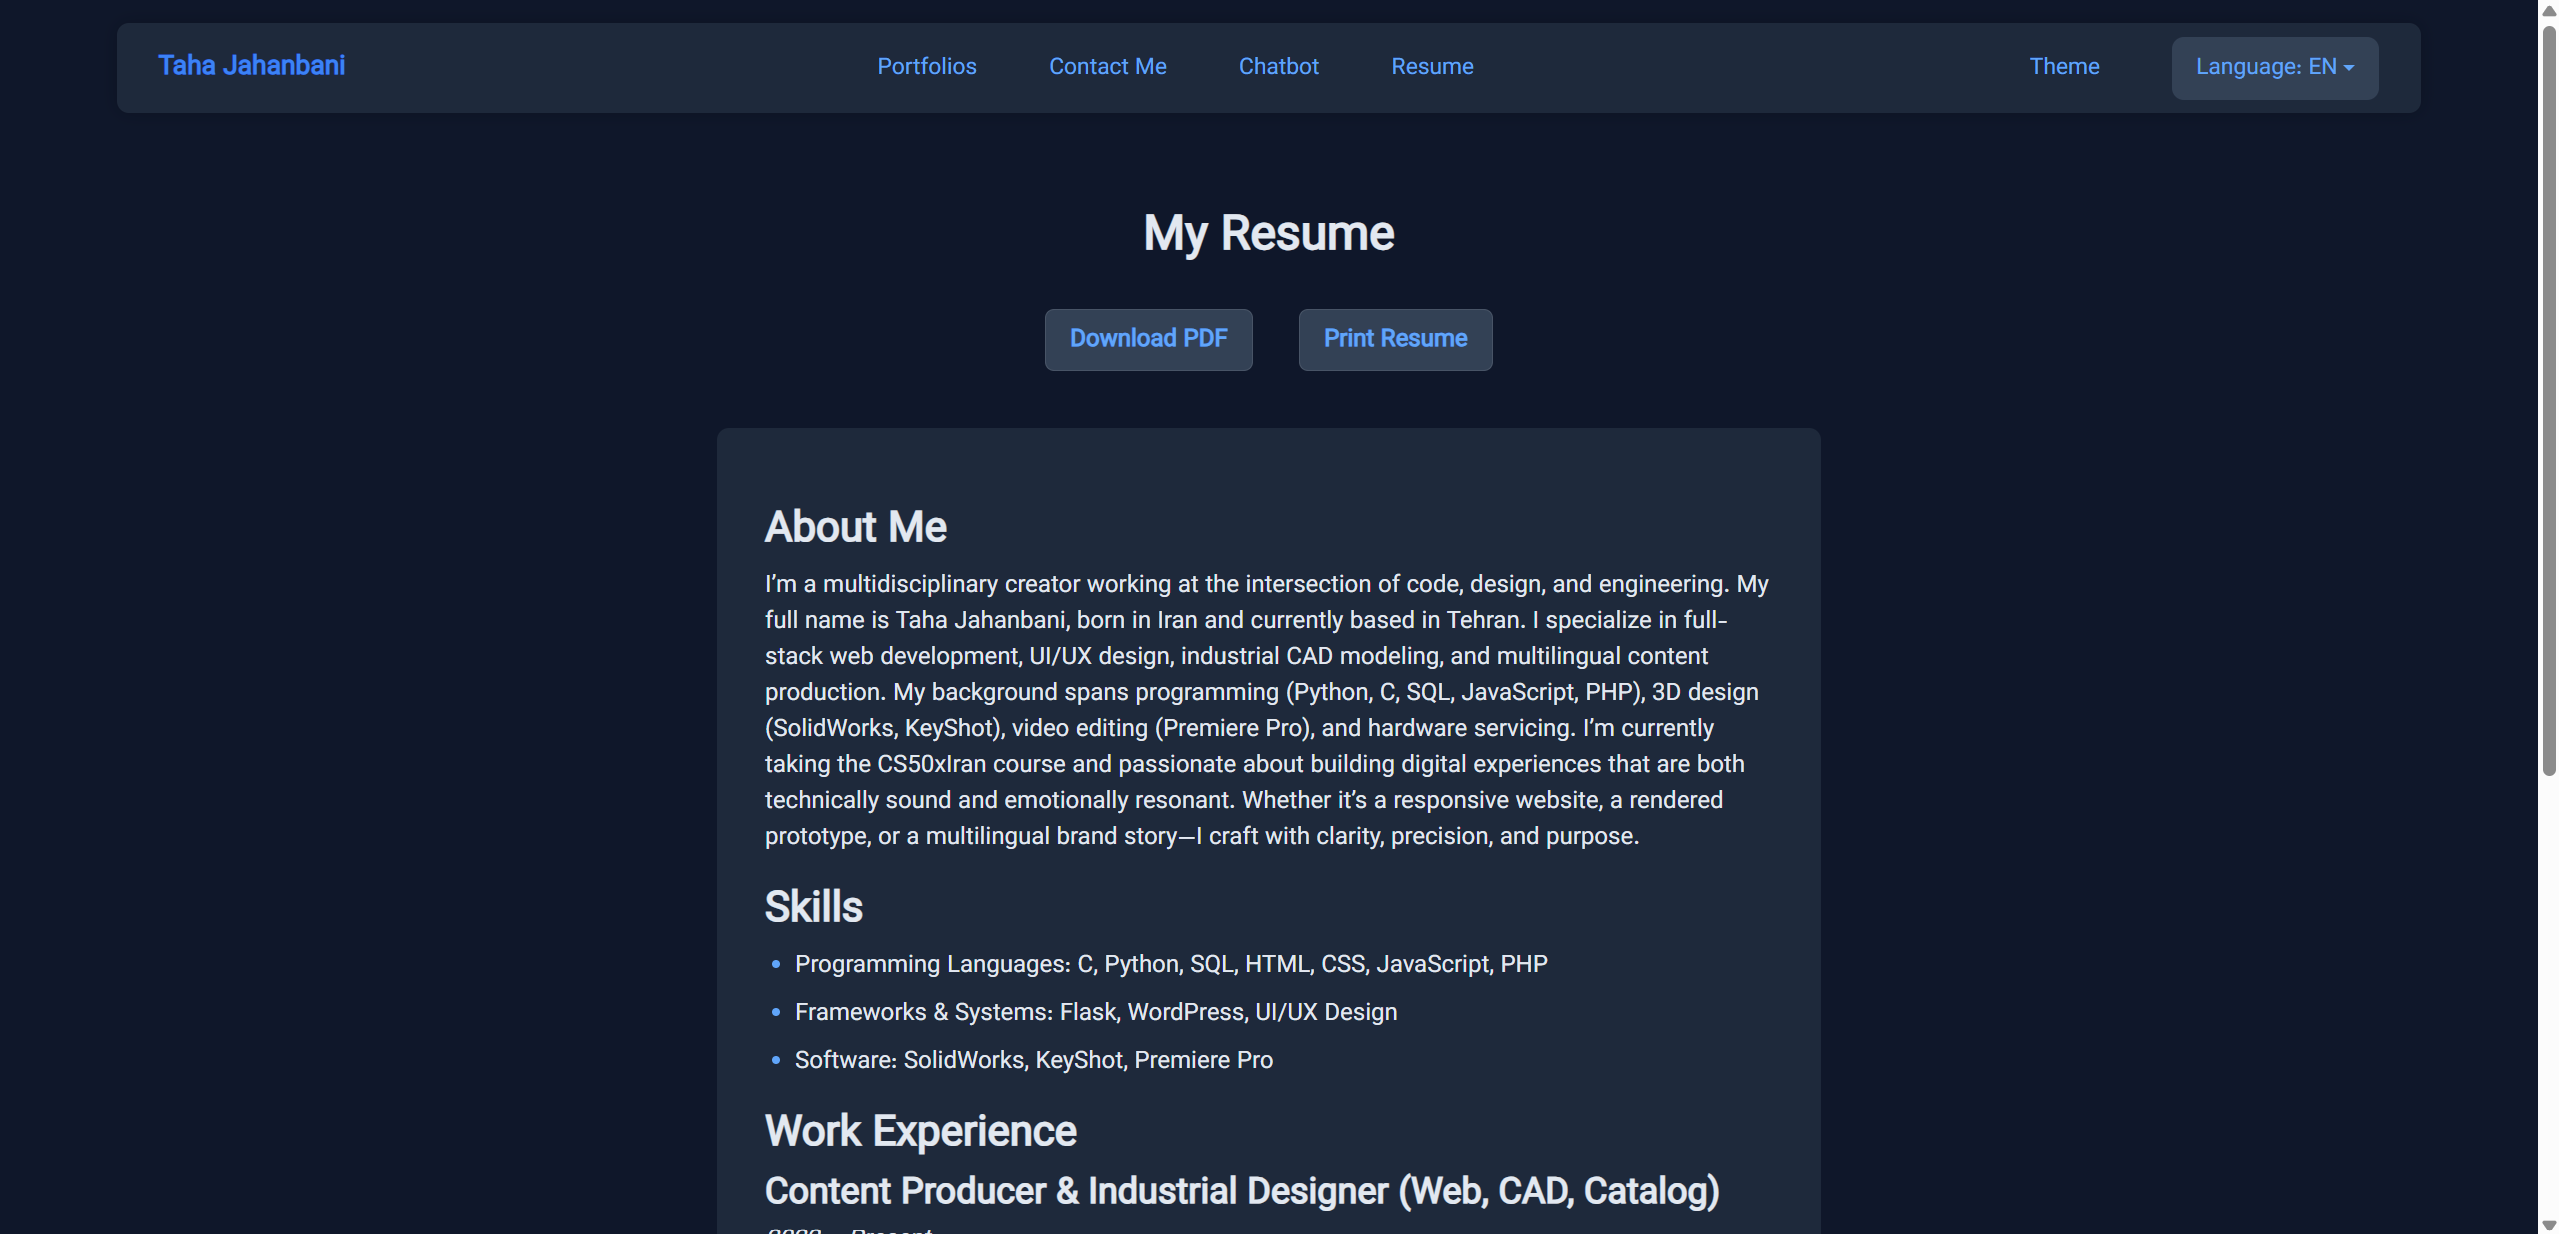 Taha Jahanbani
Portfolios
Contact Me
Chatbot
Resume
Theme
Language: EN
My Resume
Download PDF
Print Resume
About Me
I’m a multidisciplinary creator working at the intersection of code, design, and engineering. My
full name is Taha Jahanbani, born in Iran and currently based in Tehran. I specialize in full-
stack web development, UI/UX design, industrial CAD modeling, and multilingual content
production. My background spans programming (Python, C, SQL, JavaScript, PHP), 3D design
(SolidWorks, KeyShot), video editing (Premiere Pro), and hardware servicing. I’m currently
taking the CS50xIran course and passionate about building digital experiences that are both
technically sound and emotionally resonant. Whether it’s a responsive website, a rendered
prototype, or a multilingual brand story—I craft with clarity, precision, and purpose.
Skills
Programming Languages: C, Python, SQL, HTML, CSS, JavaScript, PHP
Frameworks & Systems: Flask, WordPress, UI/UX Design
Software: SolidWorks, KeyShot, Premiere Pro
Work Experience
Content Producer & Industrial Designer (Web, CAD, Catalog)